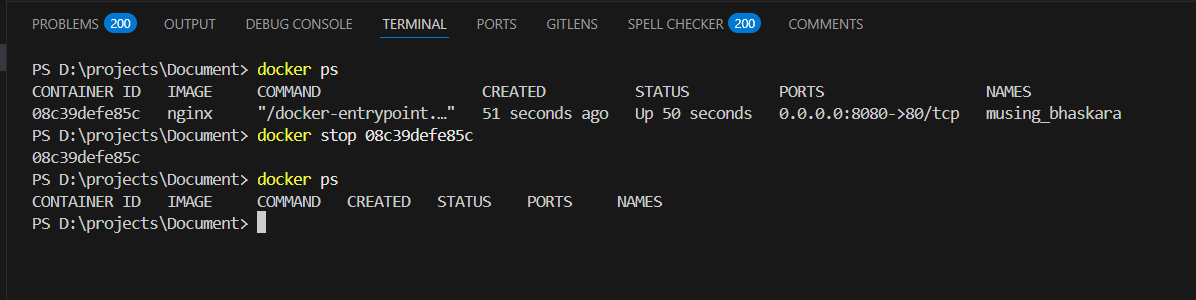 PROBLEMS 200 OUTPUT DEBUG CONSOLE TERMINAL PORTS GITLENS SPELL CHECKER 200 COMMENTS
PS D:\projects\Document> docker ps
CONTAINER ID   IMAGE     COMMAND                  CREATED          STATUS          PORTS                  NAMES
08c39defe85c   nginx     "/docker-entrypoint.…"   51 seconds ago   Up 50 seconds   0.0.0.0:8080->80/tcp   musing_bhaskara
PS D:\projects\Document> docker stop 08c39defe85c
08c39defe85c
PS D:\projects\Document> docker ps
CONTAINER ID   IMAGE     COMMAND   CREATED   STATUS    PORTS     NAMES
PS D:\projects\Document>